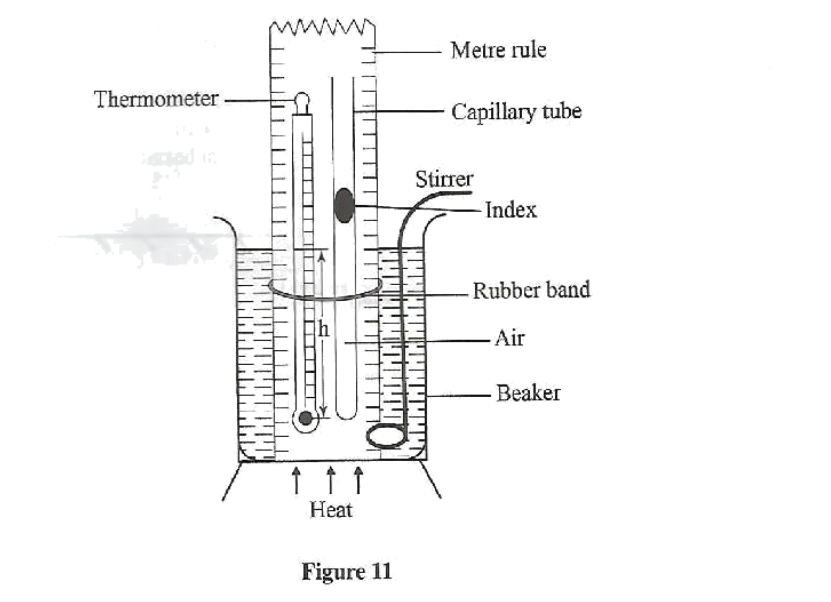 Metre rule
Thermometer
Capillary tube
Stirrer
Index
Rubber band
h
Air
Beaker
Heat
Figure 11